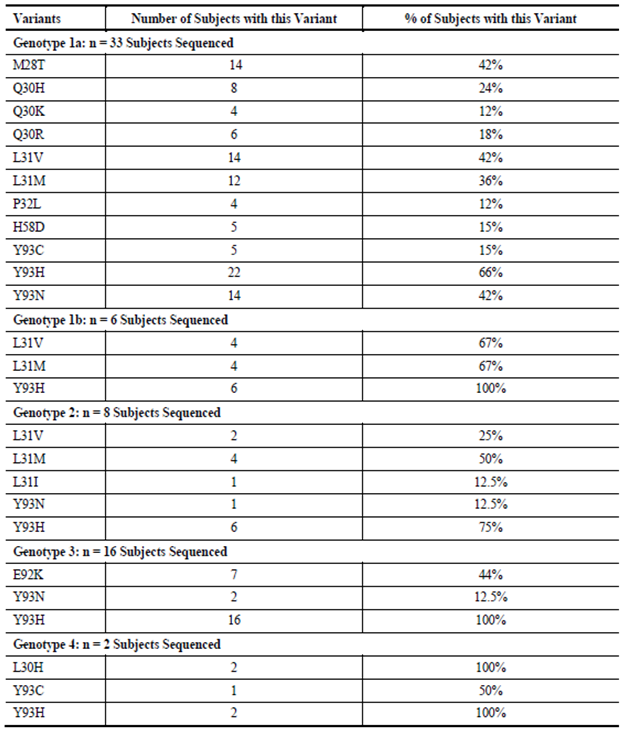 Variants Number of Subjects with this Variant % of Subjects with this Variant
Genotype 1a: n = 33 Subjects Sequenced
M28T 14 42%
Q30H 8 24%
Q30K 4 12%
Q30R 6 18%
L31V 14 42%
L31M 12 36%
P32L 4 12%
H58D 5 15%
Y93C 5 15%
Y93H 22 66%
Y93N 14 42%
Genotype 1b: n = 6 Subjects Sequenced
L31V 4 67%
L31M 4 67%
Y93H 6 100%
Genotype 2: n = 8 Subjects Sequenced
L31V 2 25%
L31M 4 50%
L31I 1 12.5%
Y93N 1 12.5%
Y93H 6 75%
Genotype 3: n = 16 Subjects Sequenced
E92K 7 44%
Y93N 2 12.5%
Y93H 16 100%
Genotype 4: n = 2 Subjects Sequenced
L30H 2 100%
Y93C 1 50%
Y93H 2 100%